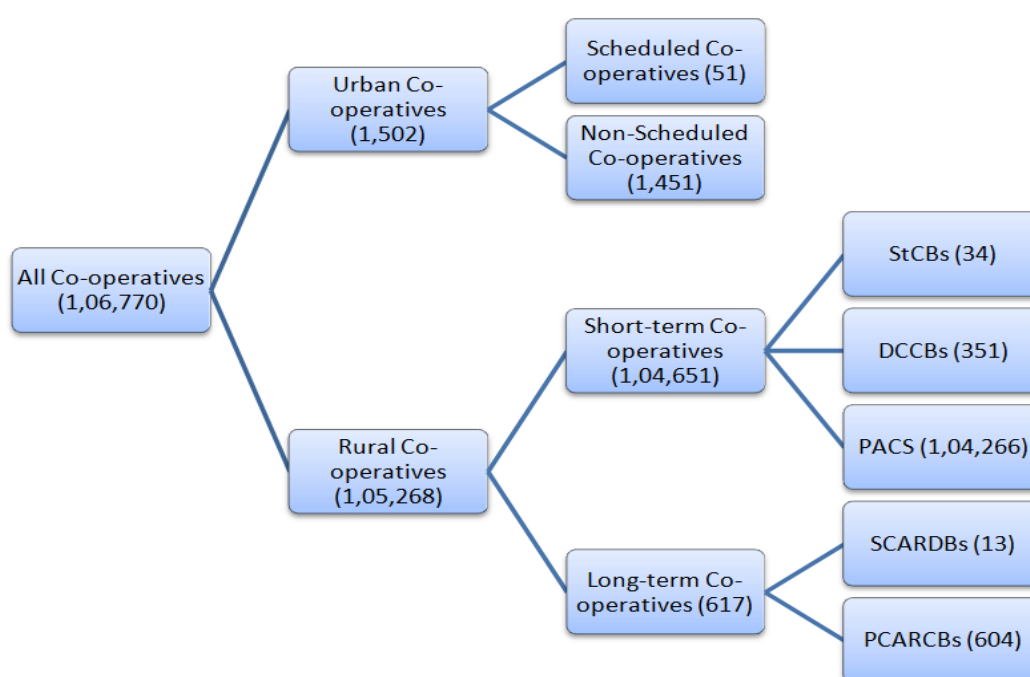 All Co-operatives
(1,06,770)
Urban Co-
operatives
(1,502)
Scheduled Co-
operatives (51)
Non-Scheduled
Co-operatives
(1,451)
Rural Co-
operatives
(1,05,268)
Short-term Co-
operatives
(1,04,651)
StCBs (34)
DCCBs (351)
PACS (1,04,266)
Long-term Co-
operatives (617)
SCARDBs (13)
PCARCBs (604)